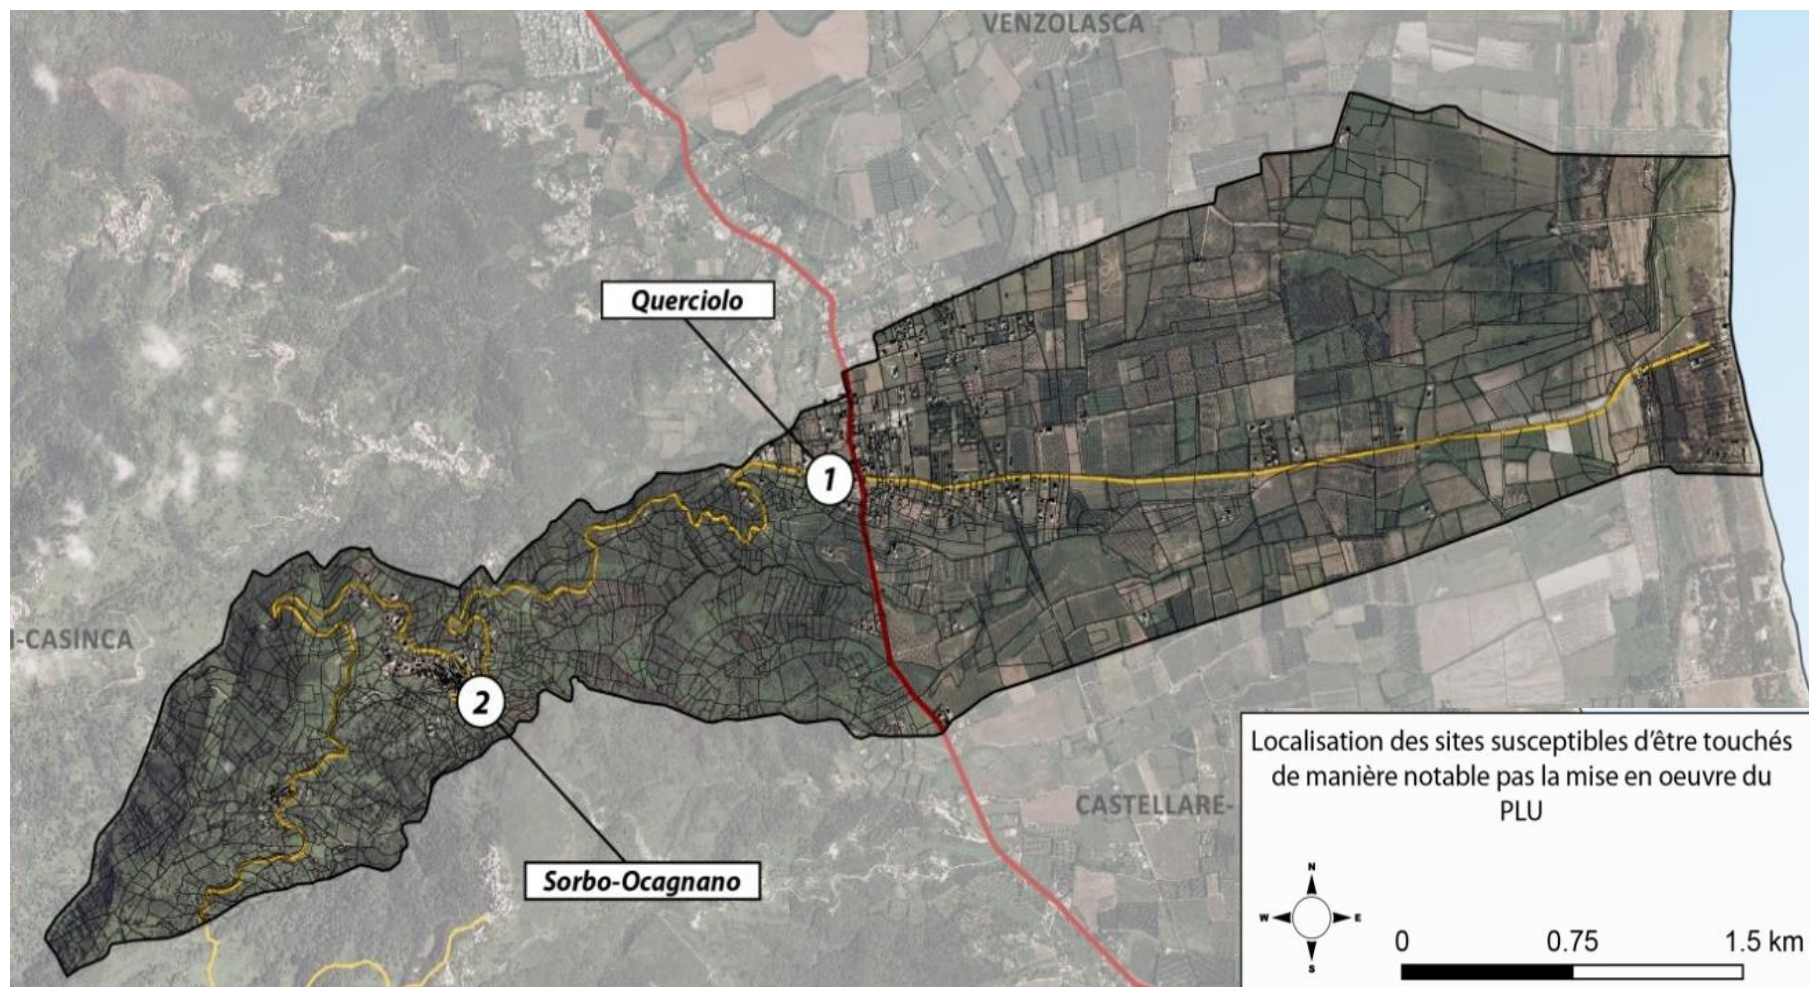 VENZOLASCA
Querciolo
1
I-CASINCA
2
Sorbo-Ocagnano
CASTELLARE-
Localisation des sites susceptibles d'être touchés
de manière notable pas la mise en oeuvre du
PLU
N
W E
S
0 0.75 1.5 km